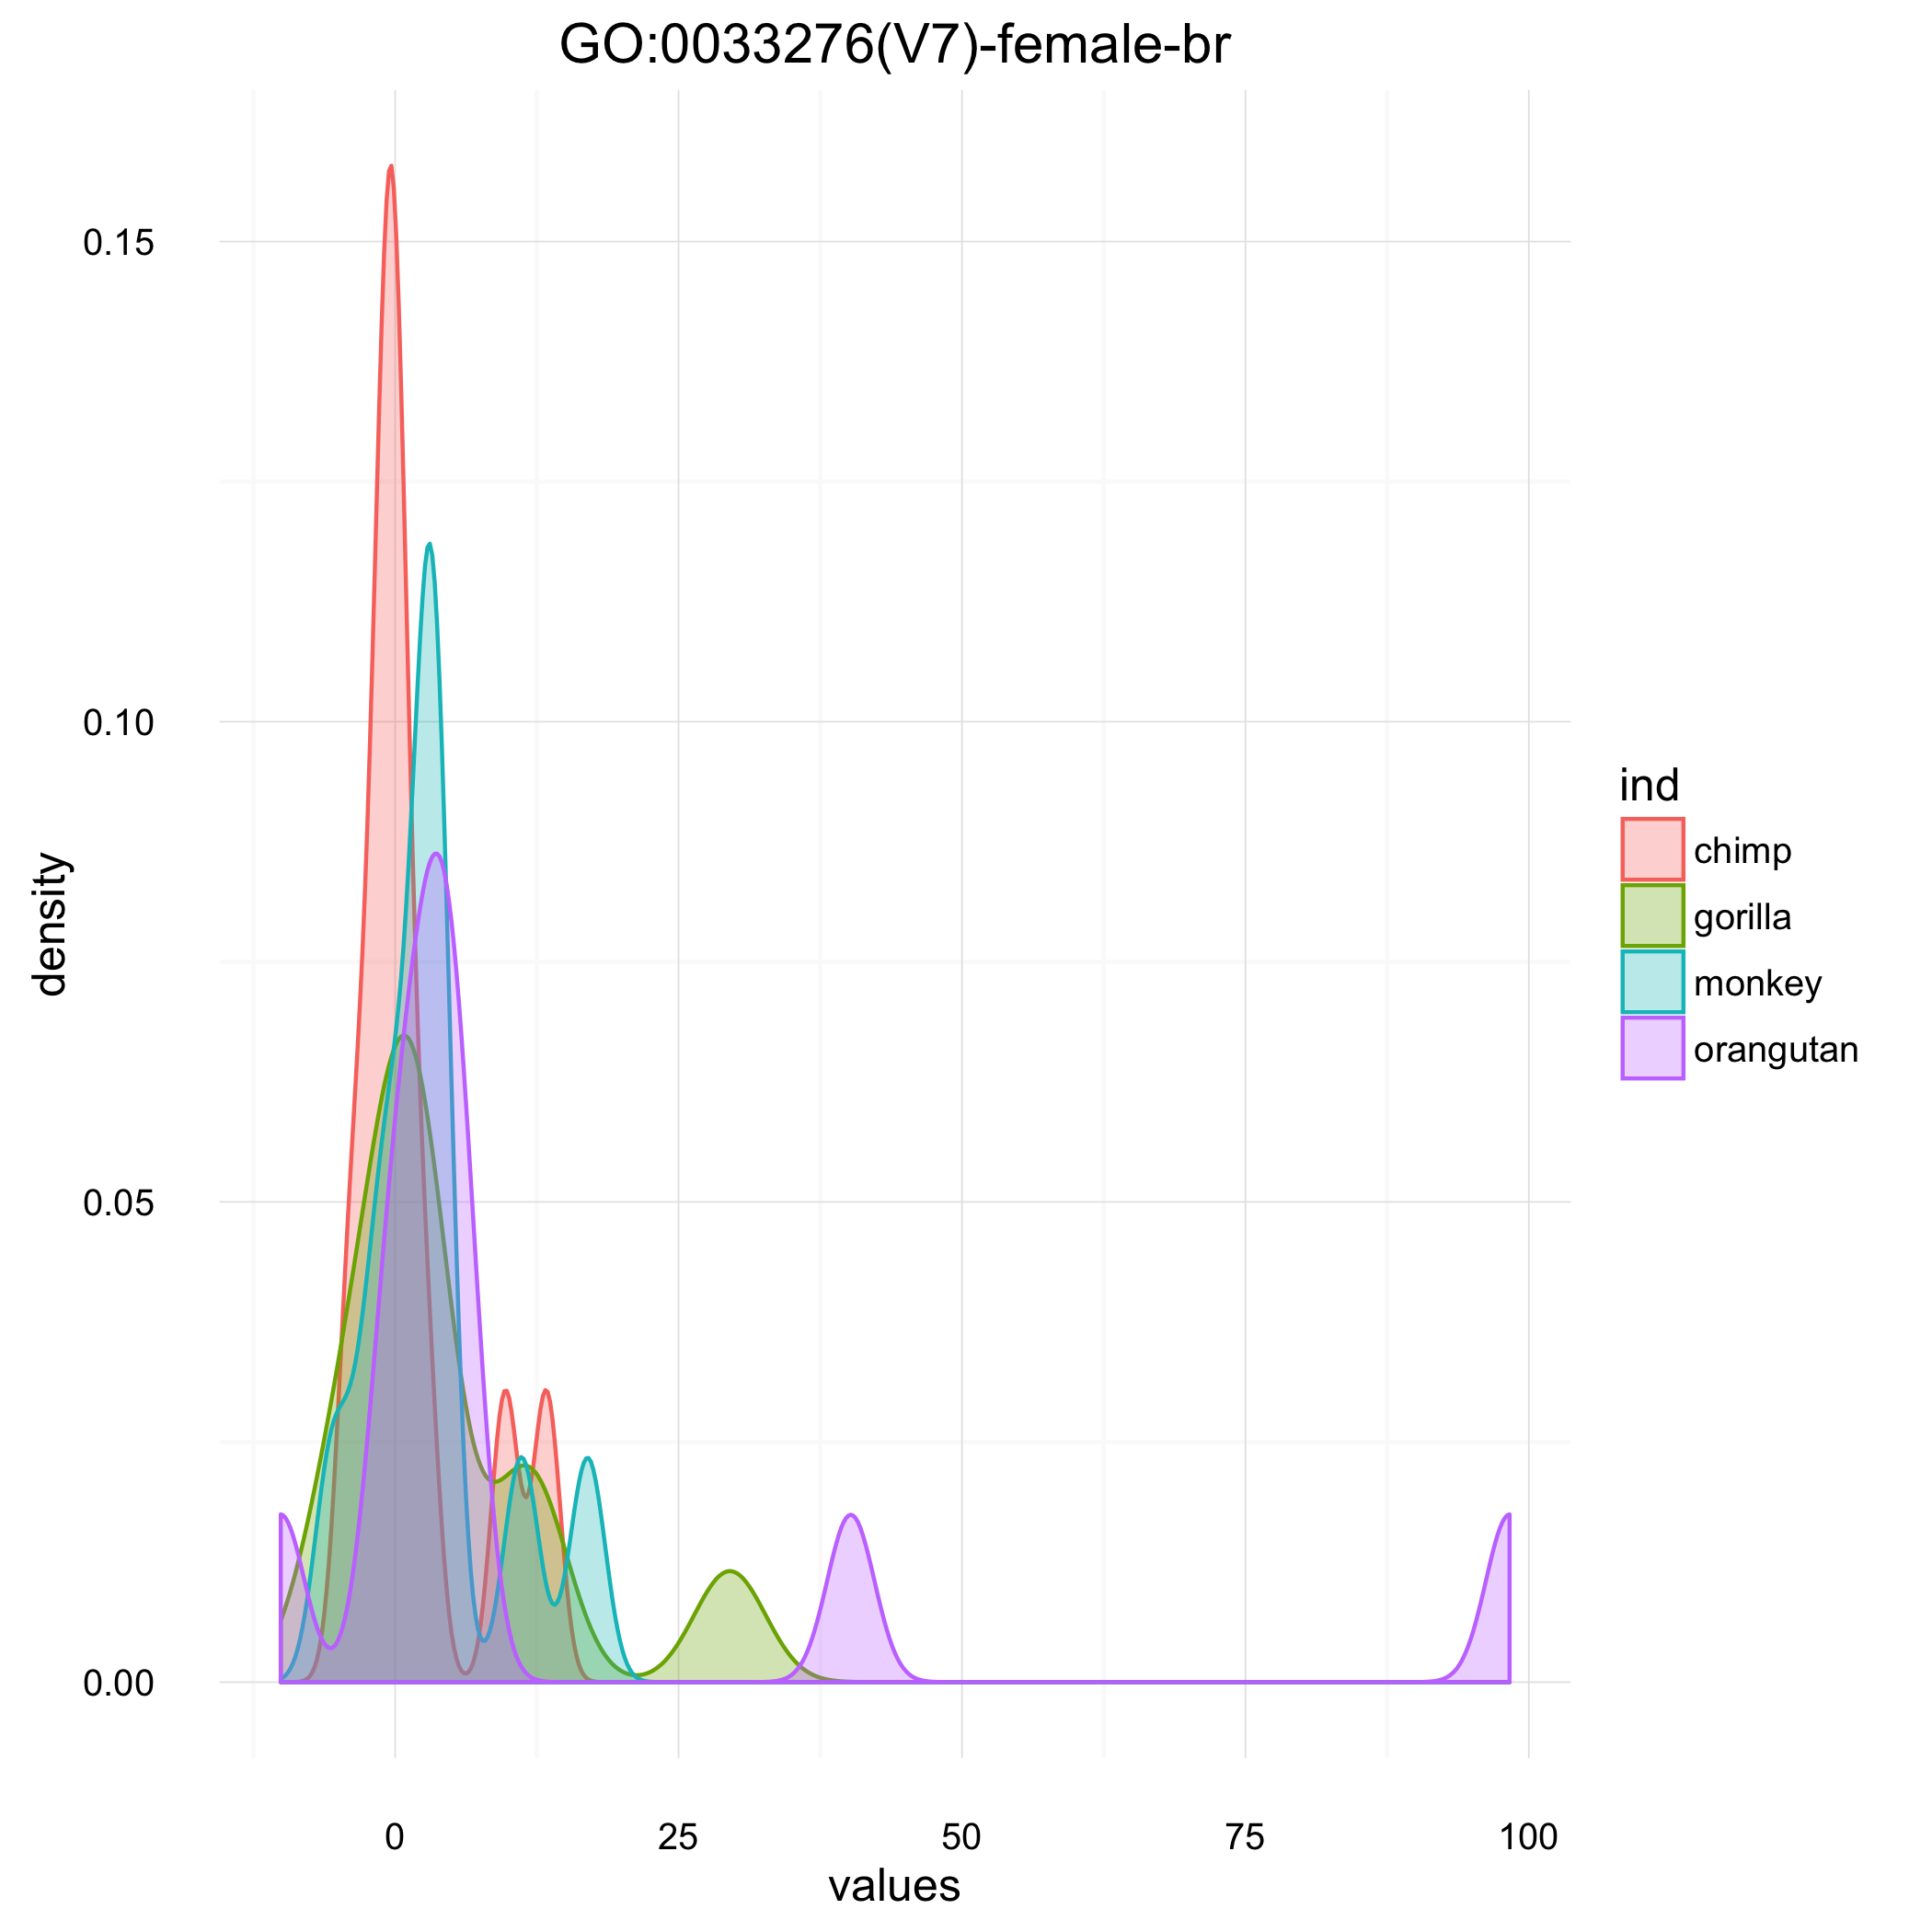 GO:0033276(V7)-female-br
0.15
0.10
0.05
0.00
density
0 25 50 75 100
values
ind
chimp
gorilla
monkey
orangutan